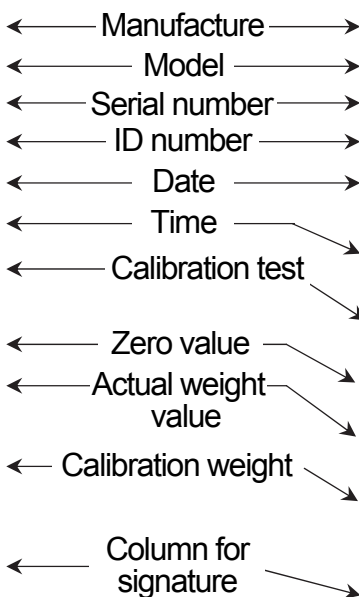 Manufacture
Model
Serial number
ID number
Date
Time
Calibration test
Zero value
Actual weight
value
Calibration weight
Column for
signature